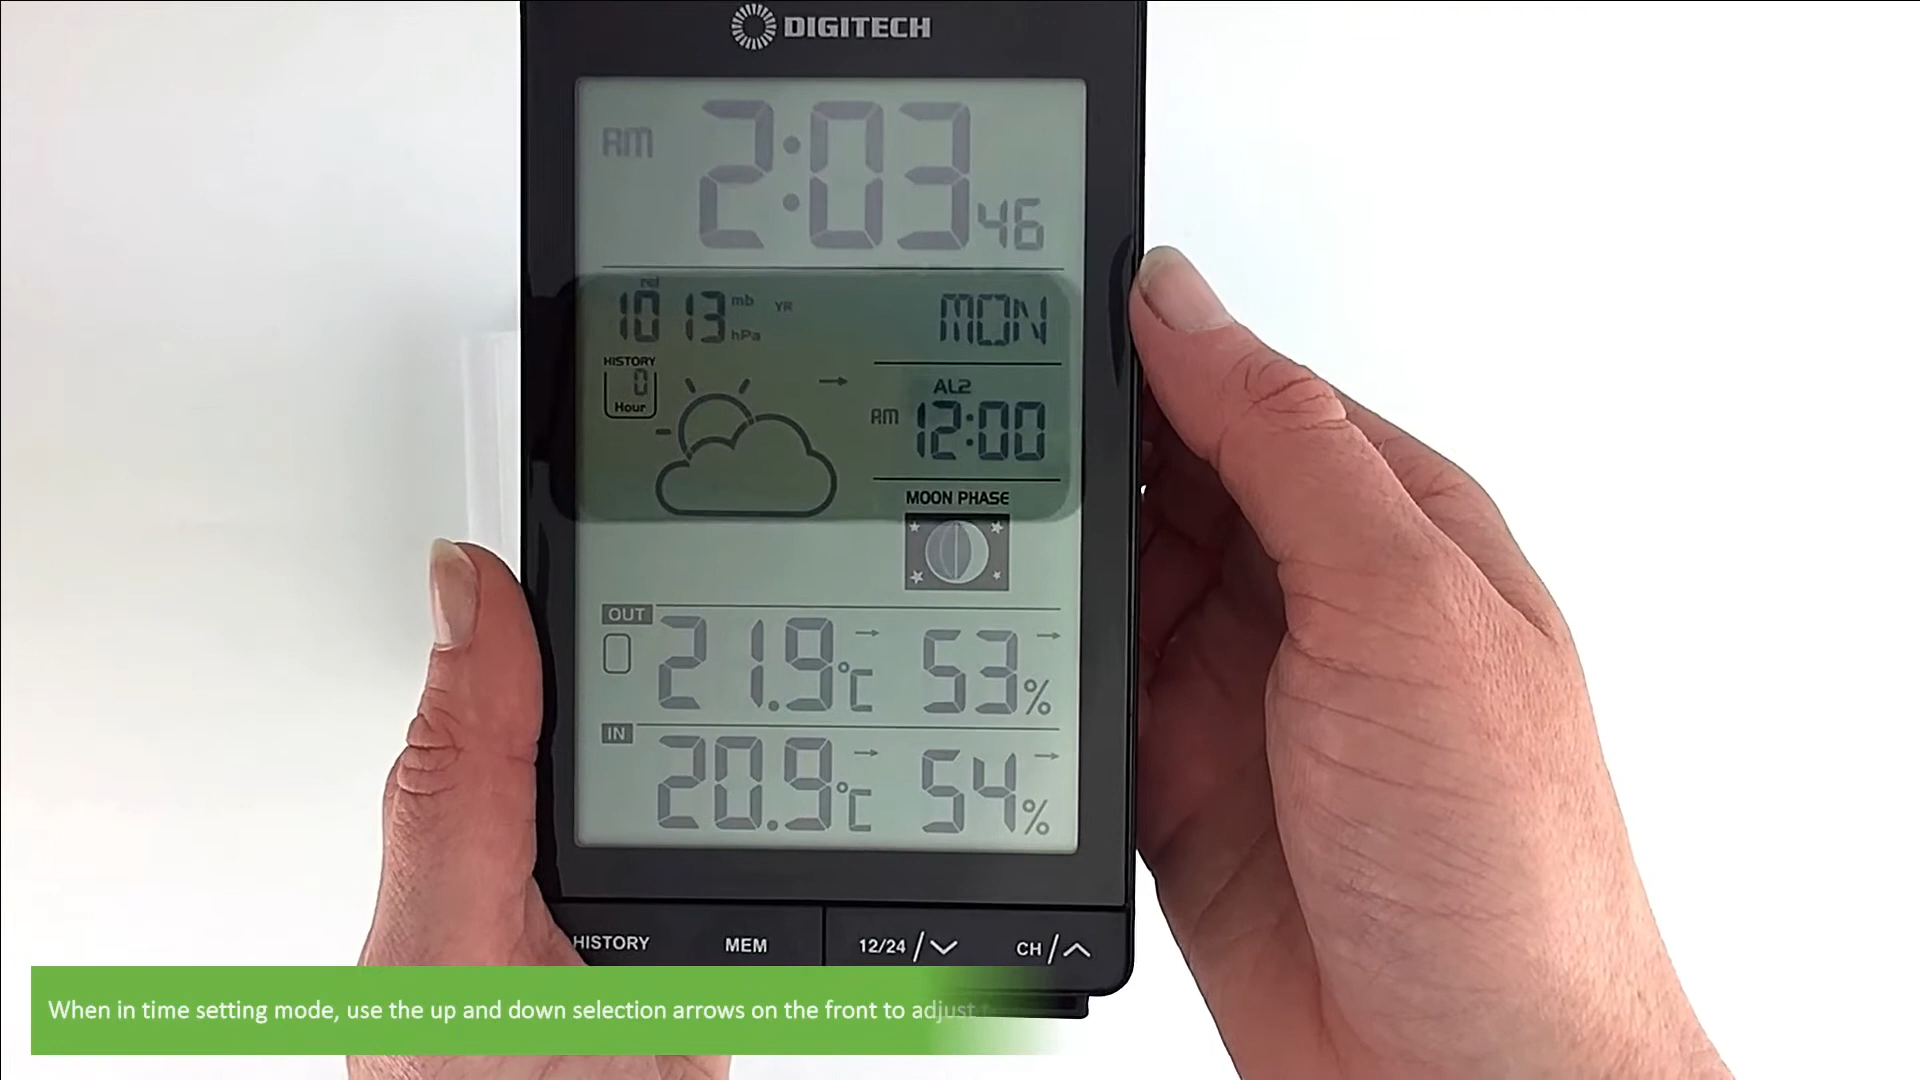 DIGITECH
AM 2:03 46
rel
1013 mb hPa YR MON
HISTORY
0
Hour
AL2
AM 12:00
MOON PHASE
OUT
21.9 °C 53 %
IN
20.9 °C 54 %
HISTORY MEM 12/24 / CH /
When in time setting mode, use the up and down selection arrows on the front to adjust